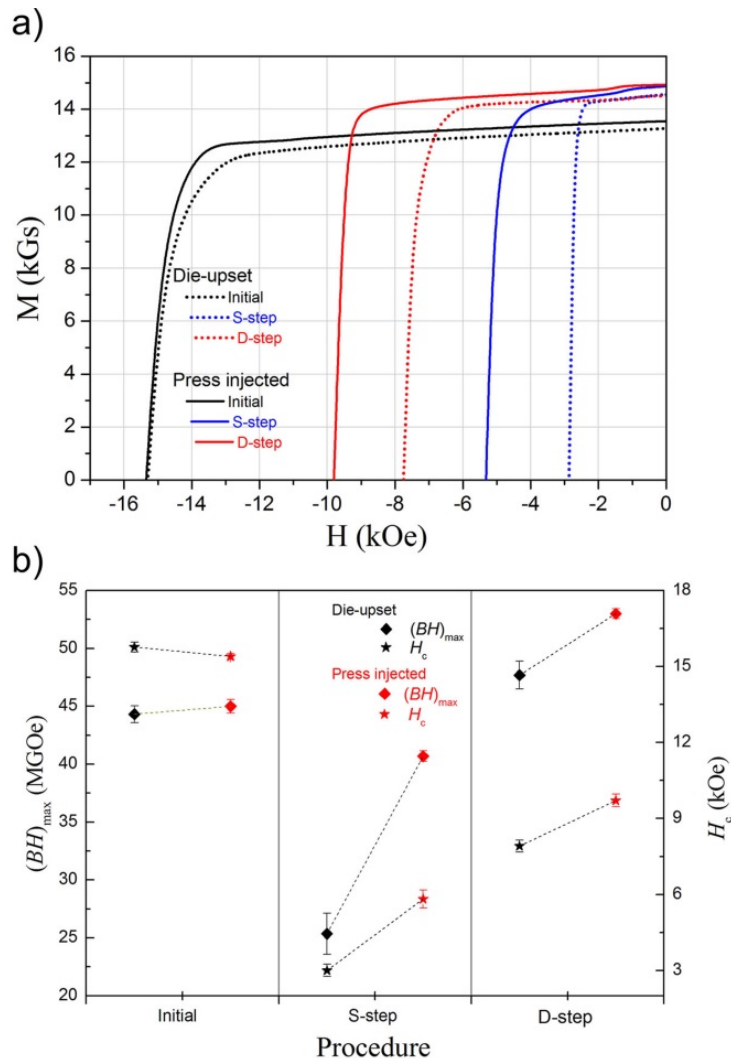 a)
16
14
12
10
8
6
4
2
0
M (kGs)
Die-upset
Initial
S-step
D-step
Press injected
Initial
S-step
D-step
-16 -14 -12 -10 -8 -6 -4 -2 0
H (kOe)
b)
55
50
45
40
35
30
25
20
(BH)max (MGOe)
Die-upset
(BH)max
Hc
Press injected
(BH)max
Hc
18
15
12
9
6
3
Hc (kOe)
Initial S-step D-step
Procedure